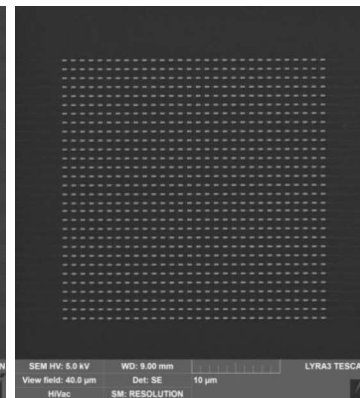 N SEM HV: 5.0 kV WD: 9.00 mm LYRA3 TESCA
View field: 40.0 µm Det: SE 10 µm
HiVac SM: RESOLUTION